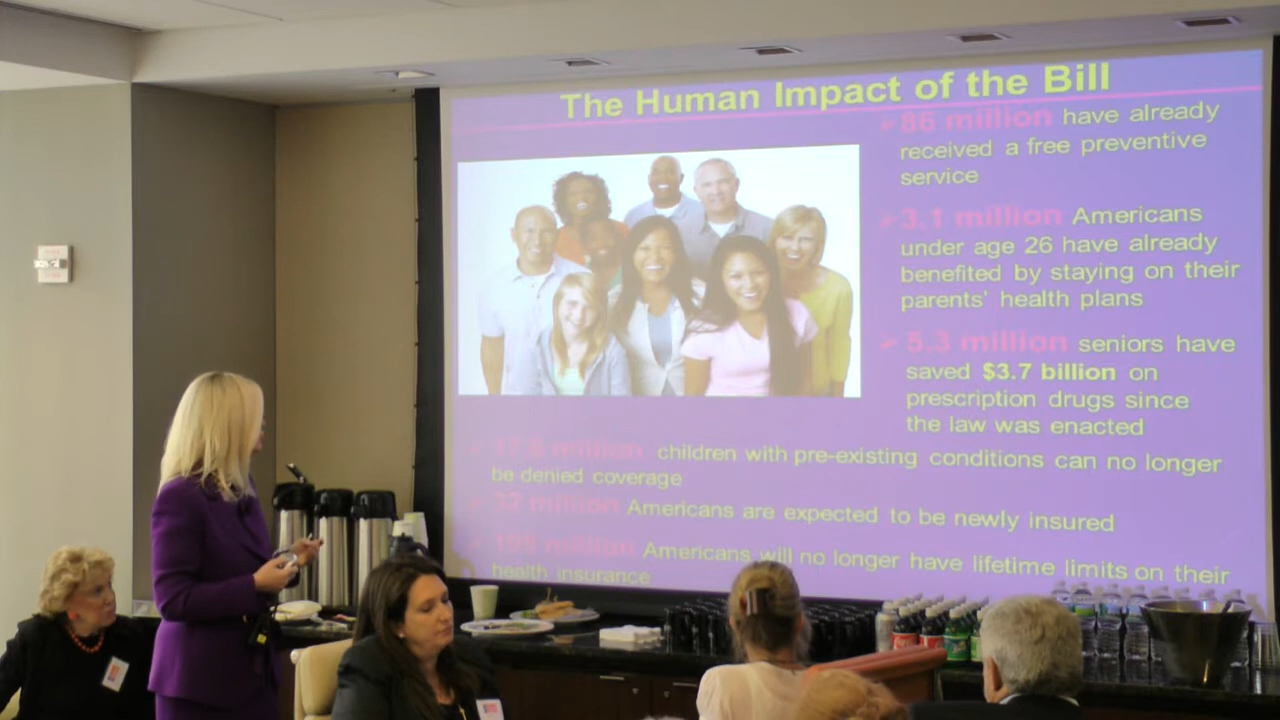 The Human Impact of the Bill
86 million have already
received a free preventive
service
3.1 million Americans
under age 26 have already
benefited by staying on their
parents' health plans
5.3 million seniors have
saved $3.7 billion on
prescription drugs since
the law was enacted
million children with pre-existing conditions can no longer
be denied coverage
million Americans are expected to be newly insured
million Americans will no longer have lifetime limits on their
health insurance